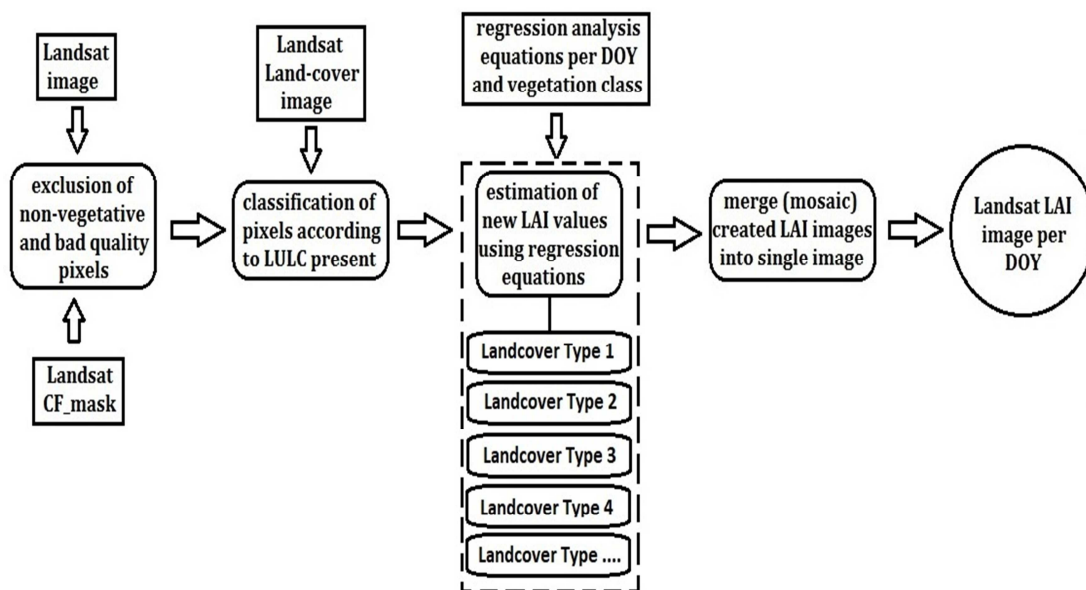 Landsat
image
exclusion of
non-vegetative
and bad quality
pixels
Landsat
CF_mask
Landsat
Land-cover
image
classification of
pixels according
to LULC present
regression analysis
equations per DOY
and vegetation class
estimation of
new LAI values
using regression
equations
Landcover Type 1
Landcover Type 2
Landcover Type 3
Landcover Type 4
Landcover Type ....
merge (mosaic)
created LAI images
into single image
Landsat LAI
image per
DOY